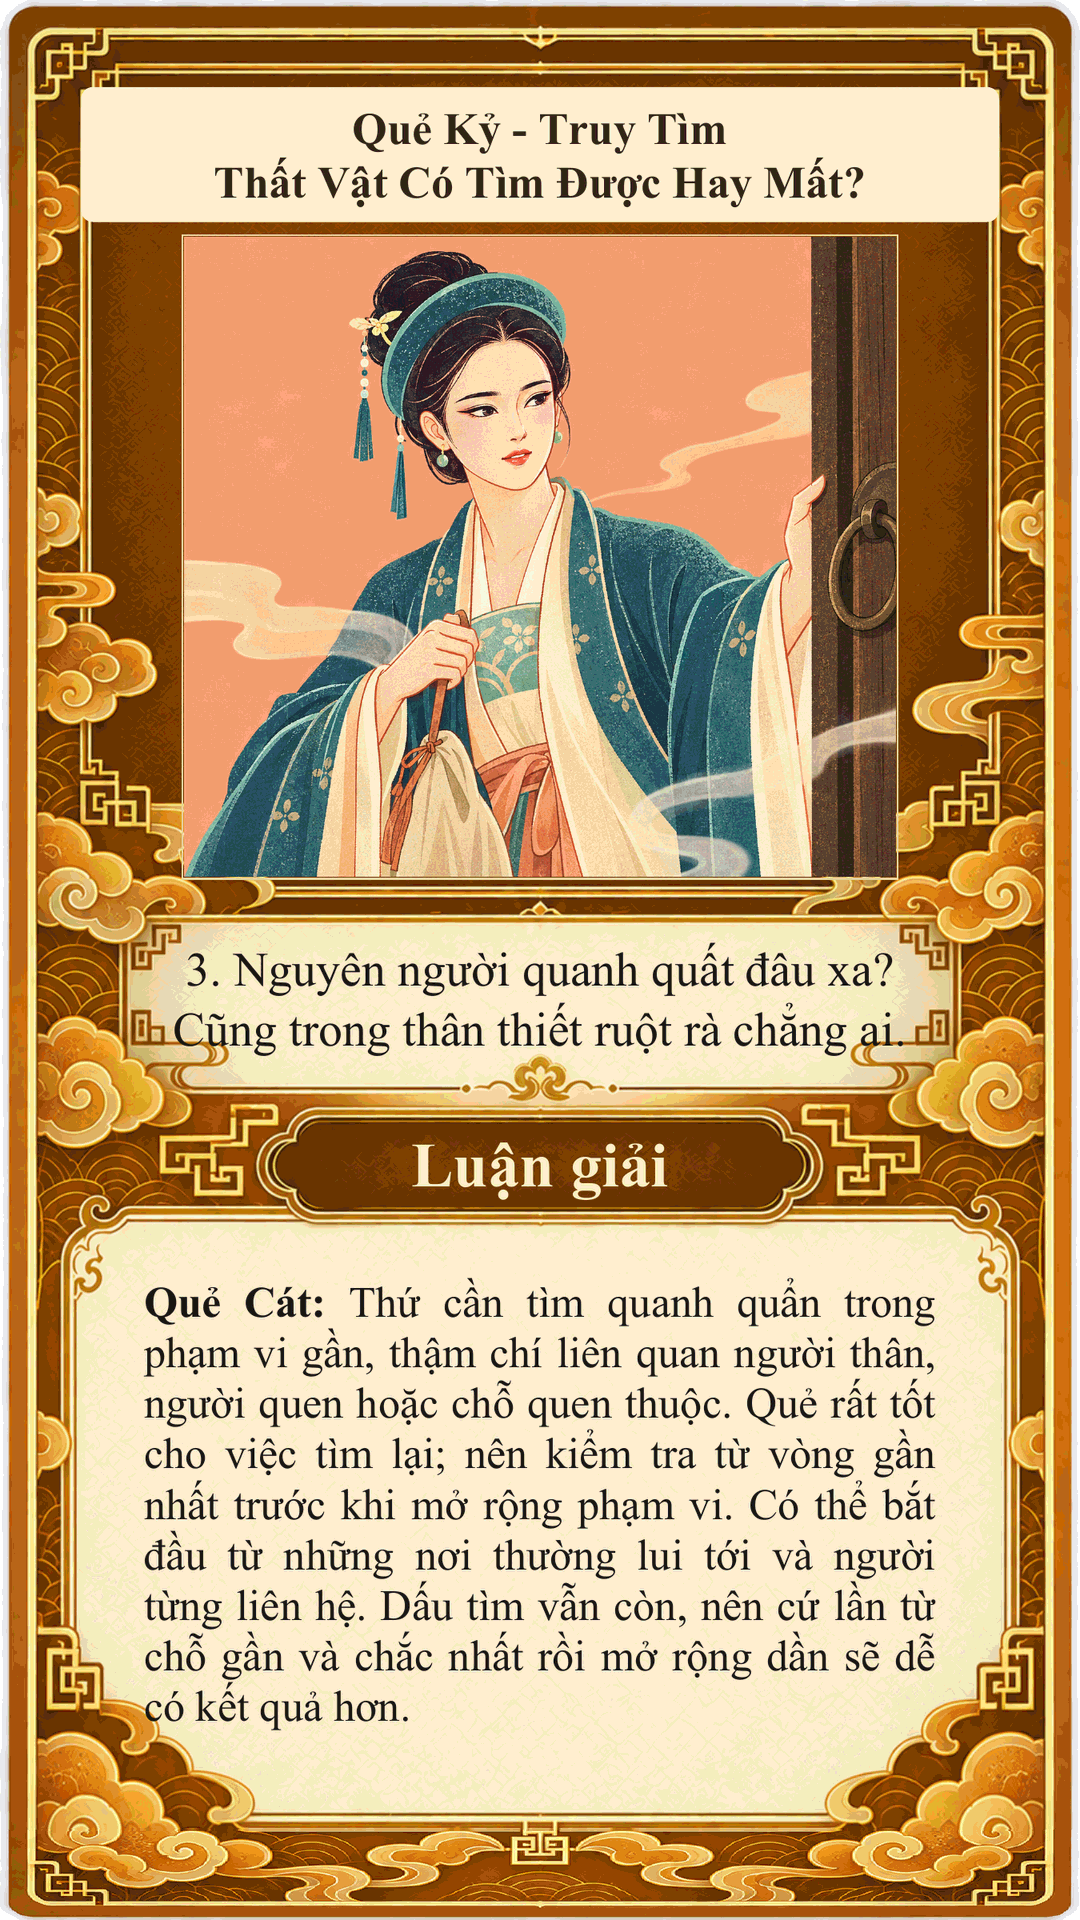 Quẻ Kỷ - Truy Tìm
Thất Vật Có Tìm Được Hay Mất?
3. Nguyên người quanh quất đâu xa?
Cũng trong thân thiết ruột rà chẳng ai.
Luận giải
Quẻ Cát: Thứ cần tìm quanh quẩn trong
phạm vi gần, thậm chí liên quan người thân,
người quen hoặc chỗ quen thuộc. Quẻ rất tốt
cho việc tìm lại; nên kiểm tra từ vòng gần
nhất trước khi mở rộng phạm vi. Có thể bắt
đầu từ những nơi thường lui tới và người
từng liên hệ. Dấu tìm vẫn còn, nên cứ lần từ
chỗ gần và chắc nhất rồi mở rộng dần sẽ dễ
có kết quả hơn.